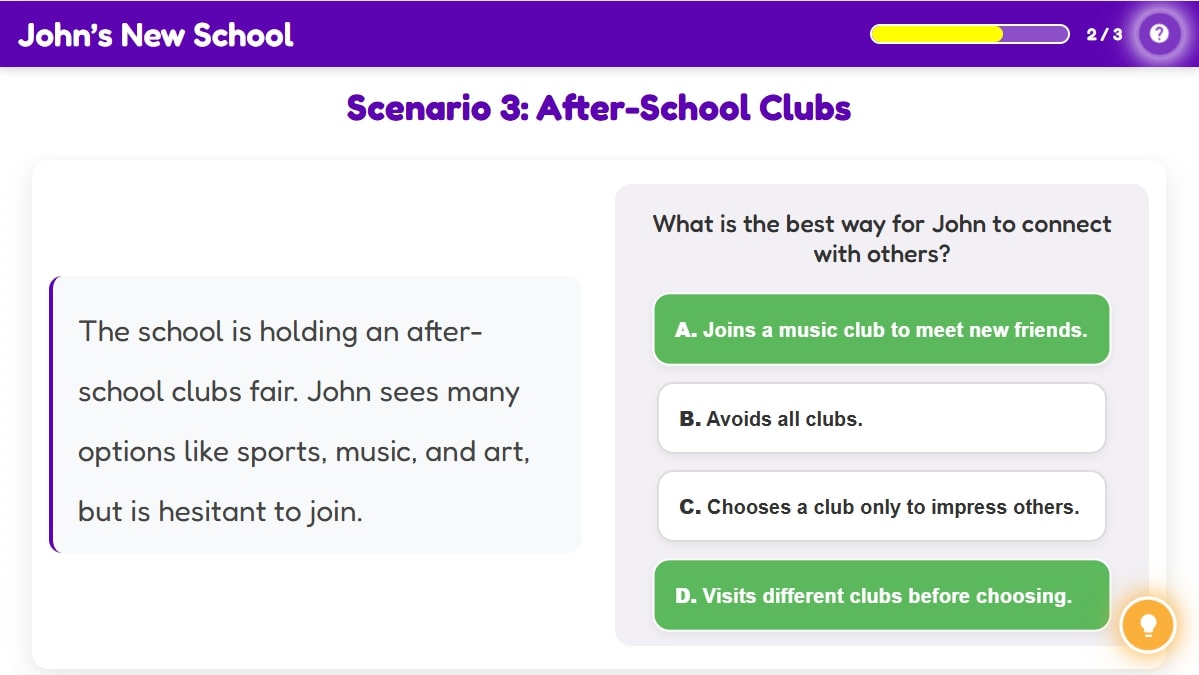 John’s New School
2 / 3
?
Scenario 3: After-School Clubs
The school is holding an after-
school clubs fair. John sees many
options like sports, music, and art,
but is hesitant to join.
What is the best way for John to connect
with others?
A. Joins a music club to meet new friends.
B. Avoids all clubs.
C. Chooses a club only to impress others.
D. Visits different clubs before choosing.